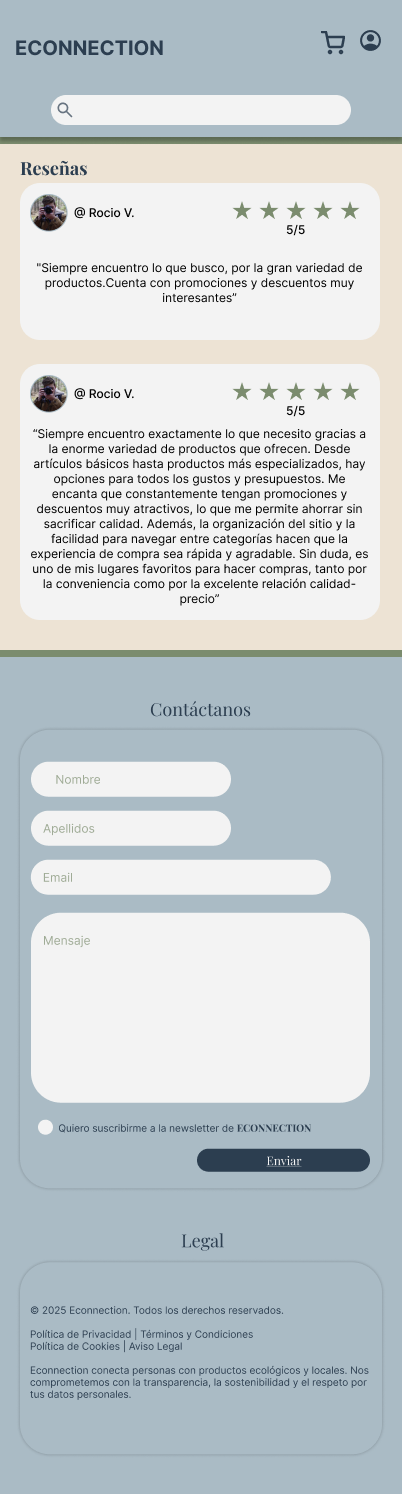 ECONNECTION
Reseñas
@ Rocio V.
5/5
"Siempre encuentro lo que busco, por la gran variedad de
productos.Cuenta con promociones y descuentos muy
interesantes”
@ Rocio V.
5/5
“Siempre encuentro exactamente lo que necesito gracias a
la enorme variedad de productos que ofrecen. Desde
artículos básicos hasta productos más especializados, hay
opciones para todos los gustos y presupuestos. Me
encanta que constantemente tengan promociones y
descuentos muy atractivos, lo que me permite ahorrar sin
sacrificar calidad. Además, la organización del sitio y la
facilidad para navegar entre categorías hacen que la
experiencia de compra sea rápida y agradable. Sin duda, es
uno de mis lugares favoritos para hacer compras, tanto por
la conveniencia como por la excelente relación calidad-
precio”
Contáctanos
Nombre
Apellidos
Email
Mensaje
Quiero suscribirme a la newsletter de ECONNECTION
Enviar
Legal
© 2025 Econnection. Todos los derechos reservados.
Política de Privacidad | Términos y Condiciones
Política de Cookies | Aviso Legal
Econnection conecta personas con productos ecológicos y locales. Nos
comprometemos con la transparencia, la sostenibilidad y el respeto por
tus datos personales.